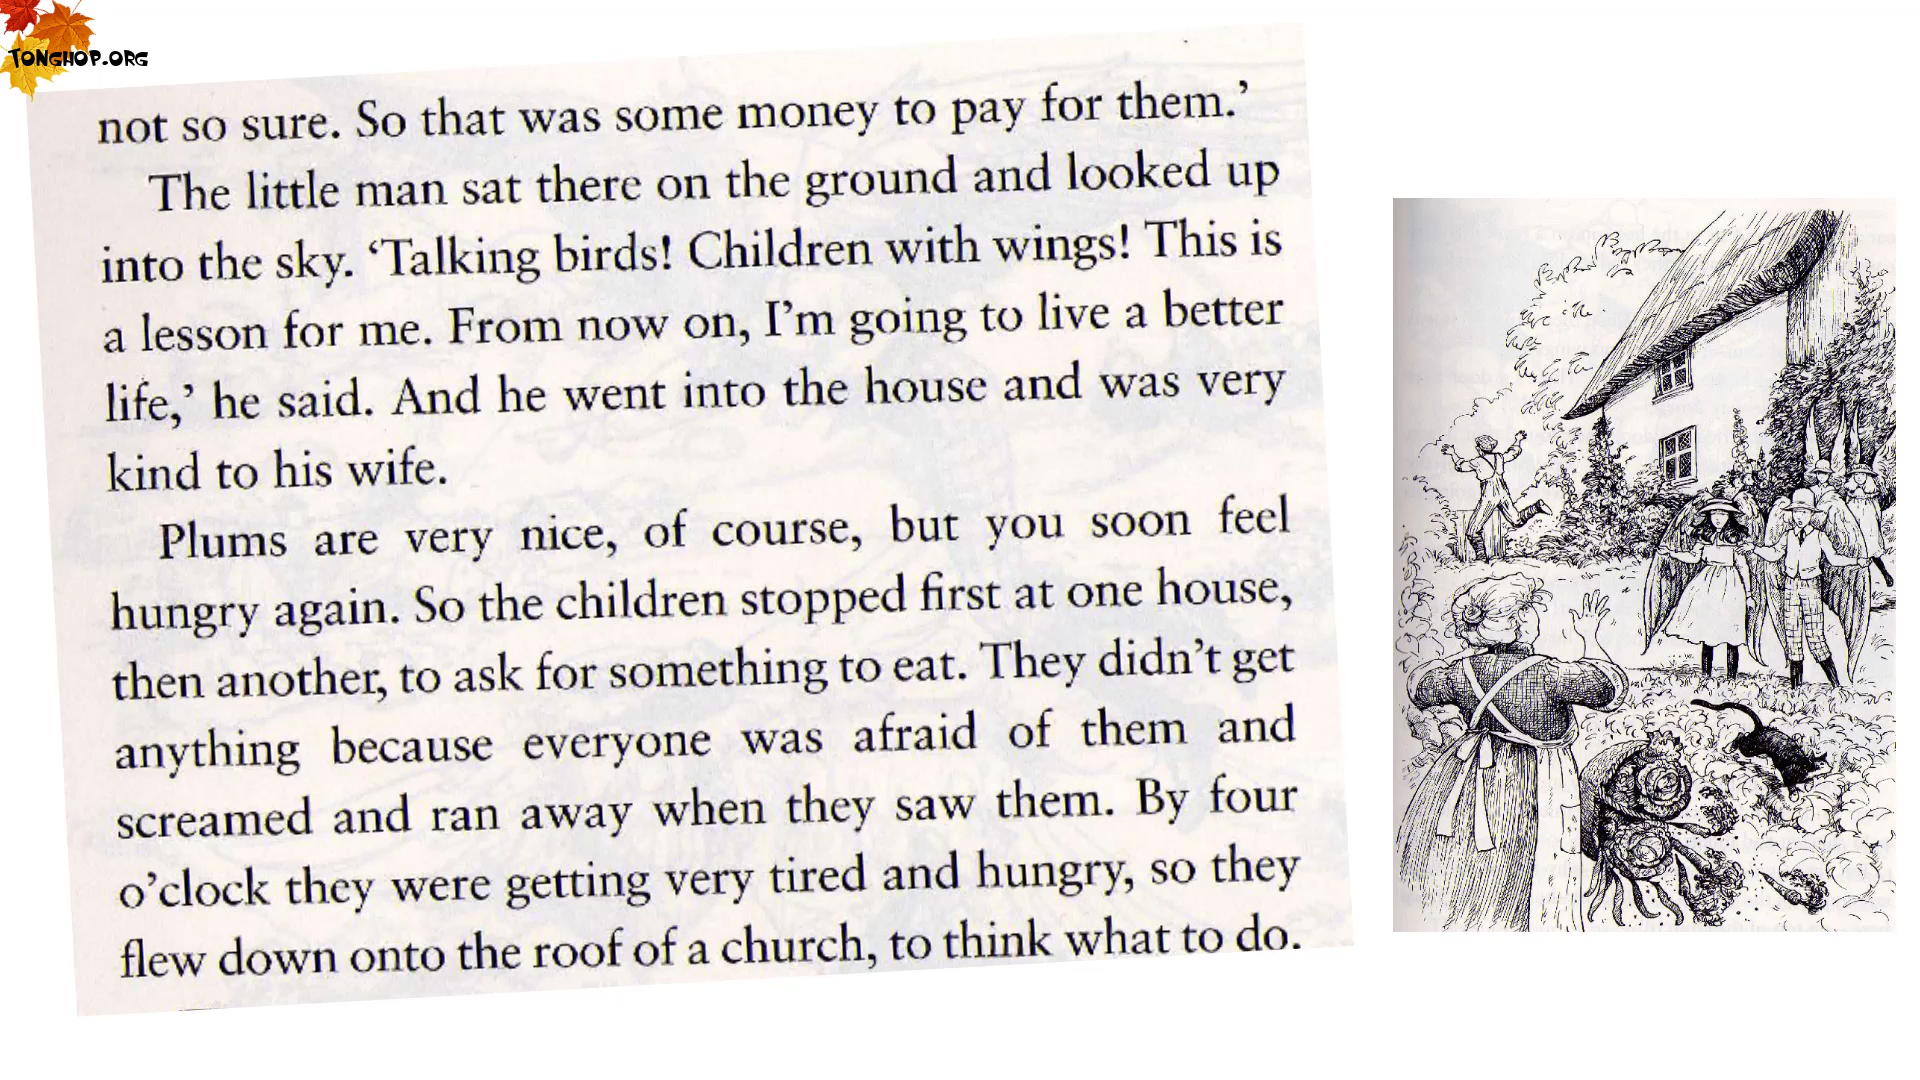 TONGHOP.ORG
not so sure. So that was some money to pay for them.’
The little man sat there on the ground and looked up
into the sky. ‘Talking birds! Children with wings! This is
a lesson for me. From now on, I’m going to live a better
life,’ he said. And he went into the house and was very
kind to his wife.
Plums are very nice, of course, but you soon feel
hungry again. So the children stopped first at one house,
then another, to ask for something to eat. They didn’t get
anything because everyone was afraid of them and
screamed and ran away when they saw them. By four
o’clock they were getting very tired and hungry, so they
flew down onto the roof of a church, to think what to do.